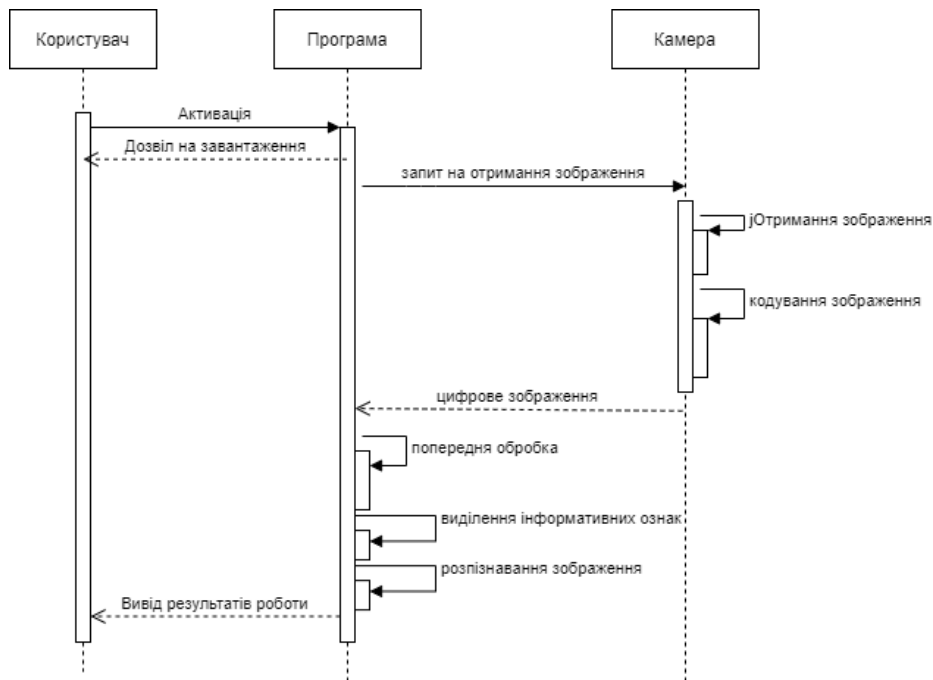 Користувач
Програма
Камера
Активація
Дозвіл на завантаження
запит на отримання зображення
jОтримання зображення
кодування зображення
цифрове зображення
попередня обробка
виділення інформативних ознак
розпізнавання зображення
Вивід результатів роботи